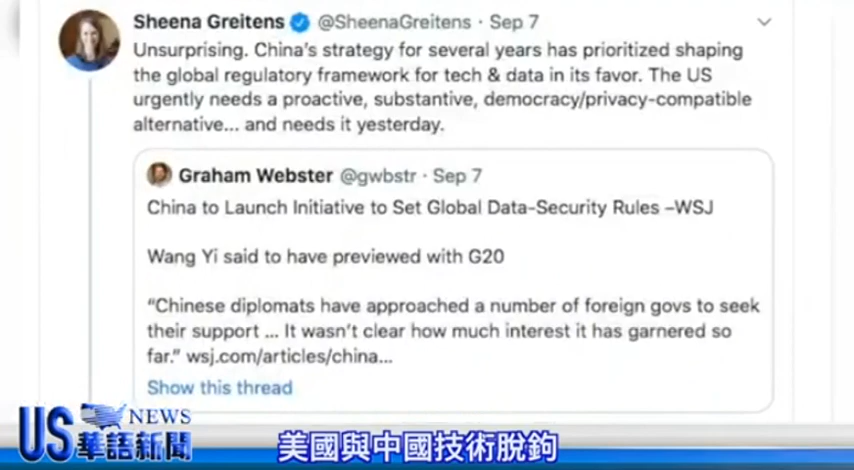 Sheena Greitens @SheenaGreitens · Sep 7
Unsurprising. China's strategy for several years has prioritized shaping
the global regulatory framework for tech & data in its favor. The US
urgently needs a proactive, substantive, democracy/privacy-compatible
alternative... and needs it yesterday.
Graham Webster @gwbstr · Sep 7
China to Launch Initiative to Set Global Data-Security Rules –WSJ
Wang Yi said to have previewed with G20
“Chinese diplomats have approached a number of foreign govs to seek
their support ... It wasn't clear how much interest it has garnered so
far.” wsj.com/articles/china...
Show this thread
US NEWS
華語新聞
美國與中國技術脫鉤